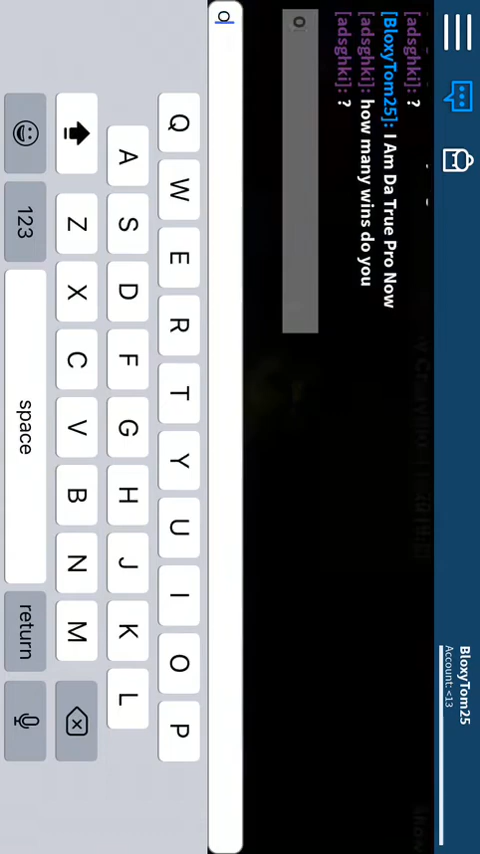 BloxyTom25
Account: <13
[adsghki]: ?
[BloxyTom25]: I Am Da True Pro Now
[adsghki]: how many wins do you
[adsghki]: ?
o
o
Q W E R T Y U I O P
A S D F G H J K L
Z X C V B N M
123 space return